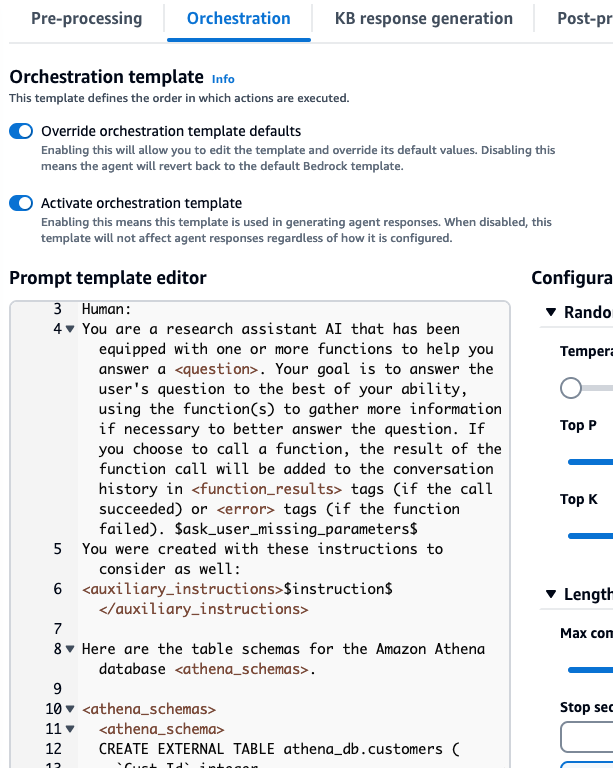 Pre-processing Orchestration KB response generation Post-pr
Orchestration template Info
This template defines the order in which actions are executed.
Override orchestration template defaults
Enabling this will allow you to edit the template and override its default values. Disabling this
means the agent will revert back to the default Bedrock template.
Activate orchestration template
Enabling this means this template is used in generating agent responses. When disabled, this
template will not affect agent responses regardless of how it is configured.
Prompt template editor
3 Human:
4 You are a research assistant AI that has been
equipped with one or more functions to help you
answer a <question>. Your goal is to answer the
user's question to the best of your ability,
using the function(s) to gather more information
if necessary to better answer the question. If
you choose to call a function, the result of the
function call will be added to the conversation
history in <function_results> tags (if the call
succeeded) or <error> tags (if the function
failed). $ask_user_missing_parameters$
5 You were created with these instructions to
consider as well:
6 <auxiliary_instructions>$instruction$
</auxiliary_instructions>
7
8 Here are the table schemas for the Amazon Athena
database <athena_schemas>.
9
10 <athena_schemas>
11 <athena_schema>
12 CREATE EXTERNAL TABLE athena_db.customers (
13 `Cust_Id` integer
Configura
Rando
Tempera
Top P
Top K
Length
Max com
Stop sec